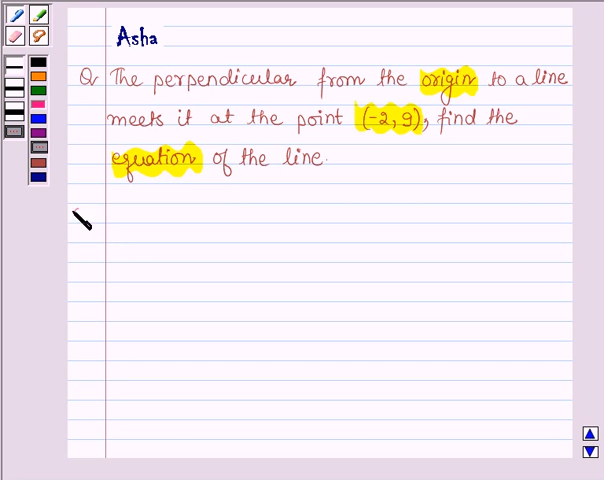 Asha
Q The perpendicular from the origin to a line
meets it at the point (-2, 9), find the
equation of the line.